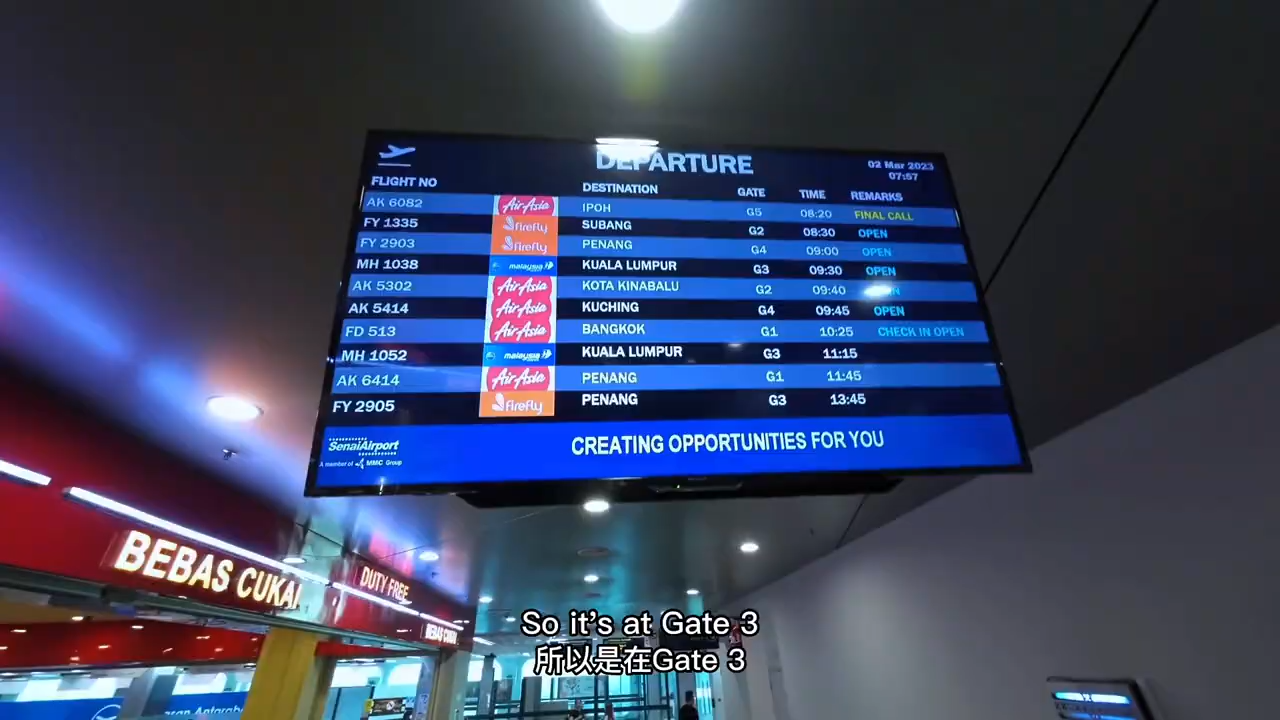 DEPARTURE
02 Mar 2023
07:57
FLIGHT NO DESTINATION GATE TIME REMARKS
AK 6082 AirAsia IPOH G5 08:20 FINAL CALL
FY 1335 firefly SUBANG G2 08:30 OPEN
FY 2903 firefly PENANG G4 09:00 OPEN
MH 1038 malaysia KUALA LUMPUR G3 09:30 OPEN
AK 5302 AirAsia KOTA KINABALU G2 09:40
AK 5414 AirAsia KUCHING G4 09:45 OPEN
FD 513 AirAsia BANGKOK G1 10:25 CHECK IN OPEN
MH 1052 malaysia KUALA LUMPUR G3 11:15
AK 6414 AirAsia PENANG G1 11:45
FY 2905 firefly PENANG G3 13:45
SenaiAirport
A member of MMC Group
CREATING OPPORTUNITIES FOR YOU
BEBAS CUKAI
DUTY FREE
BEBAS CUKAI
So it's at Gate 3
所以是在Gate 3